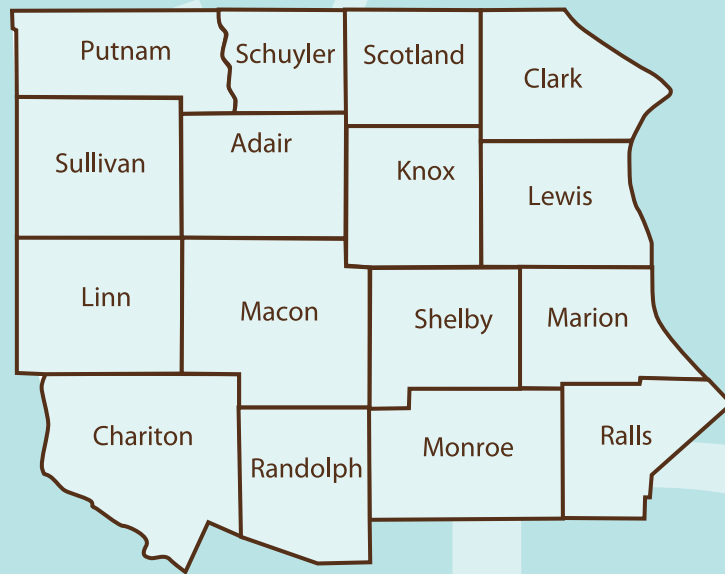 Putnam
Schuyler
Scotland
Clark
Sullivan
Adair
Knox
Lewis
Linn
Macon
Shelby
Marion
Chariton
Randolph
Monroe
Ralls